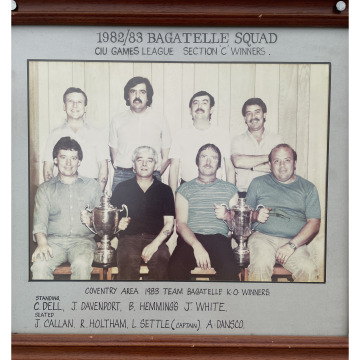 1982/83 BAGATELLE SQUAD
CIU GAMES LEAGUE SECTION 'C' WINNERS.
COVENTRY AREA 1983 TEAM BAGATELLE K-O WINNERS.
STANDING
C. DELL, J. DAVENPORT, B. HEMMINGS J. WHITE.
SEATED
J. CALLAN, R. HOLTHAM, L. SETTLE (CAPTAIN) A. DANSCO.